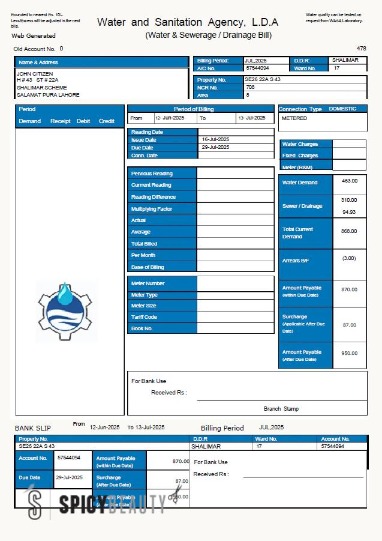 Rounded to nearest Rs. 10/-
Less/Excess will be adjusted in the next bill.
Water and Sanitation Agency, L.D.A
Water quality can be tested on request from WASA Laboratory.
Web Generated
(Water & Sewerage / Drainage Bill)
Old Account No. 0
478
Name & Address
JOHN CITIZEN
H # 43 ST # 22A
SHALIMAR SCHEME
SALAMAT PURA LAHORE
Billing Period: JUL,2025 D.D.R SHALIMAR
A/C No. 57544094 Ward No. 17
Property No. SE26 22A S 43
NCR No. 798
Area 8
Period
Demand Receipt Debit Credit
Period of Billing
From 12-Jun-2025 To 13-Jul-2025
Connection Type DOMESTIC
METERED
Reading Date
Issue Date 16-Jul-2025
Due Date 29-Jul-2025
Conn. Date
Water Charges
Fixed Charges
Meter (RSM)
Previous Reading
Current Reading
Reading Difference
Multiplying Factor
Actual
Average
Total Billed
Per Month
Base of Billing
Meter Number
Meter Type
Meter Size
Tariff Code
Book No.
Water Demand 463.00
Sewer / Drainage 310.00
94.93
Total Current Demand 868.00
Arrears B/F (3.00)
Amount Payable (within Due Date) 870.00
Surcharge (Applicable After Due Date) 87.00
Amount Payable (After Due Date) 950.00
For Bank Use
Received Rs :
Branch Stamp
BANK SLIP From 12-Jun-2025 To 13-Jul-2025 Billing Period JUL,2025
Property No. D.D.R Ward No. Account No.
SE26 22A S 43 SHALIMAR 17 57544094
Account No. 57544094 Amount Payable (within Due Date) 870.00
For Bank Use
Due Date 29-Jul-2025 Surcharge (After Due Date) 87.00
Received Rs :
Amount Payable (After Due Date)
SPICYBEAUTY